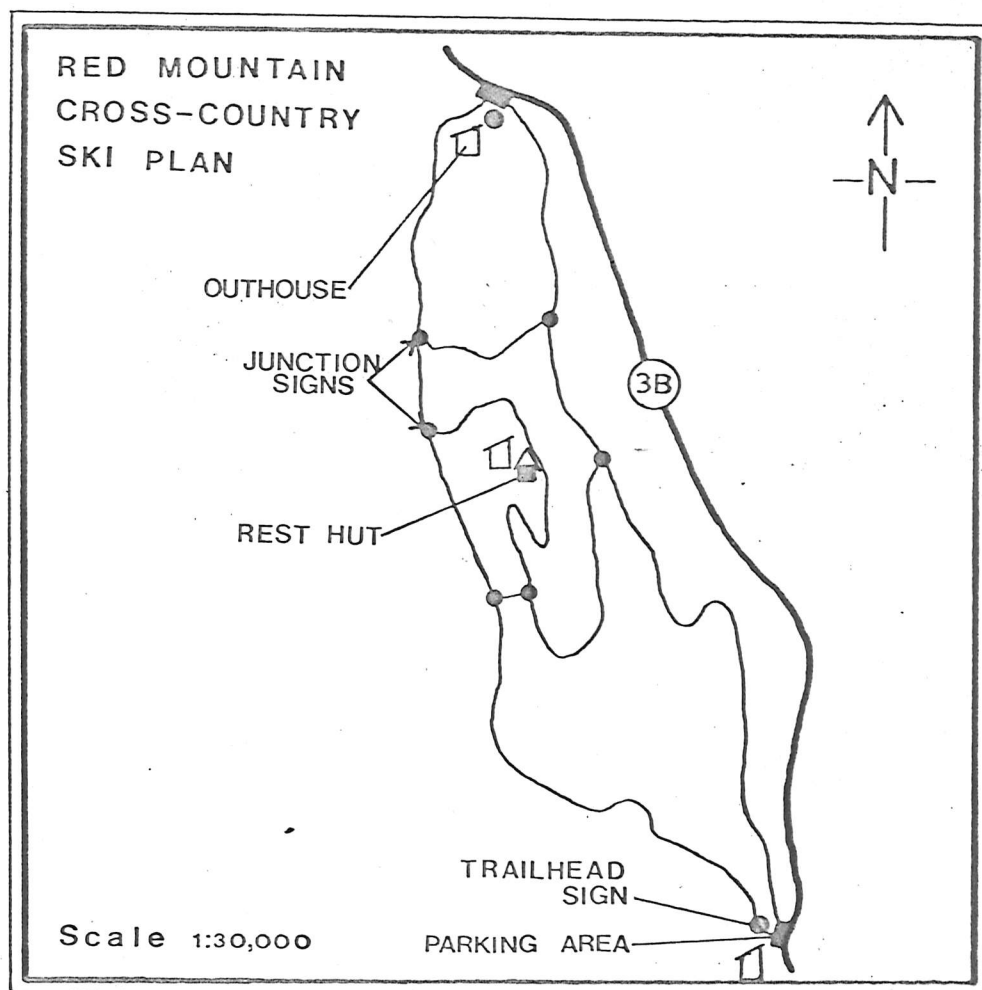 RED MOUNTAIN
CROSS-COUNTRY
SKI PLAN
N
OUTHOUSE
JUNCTION
SIGNS
3B
REST HUT
TRAILHEAD
SIGN
PARKING AREA
Scale 1:30,000